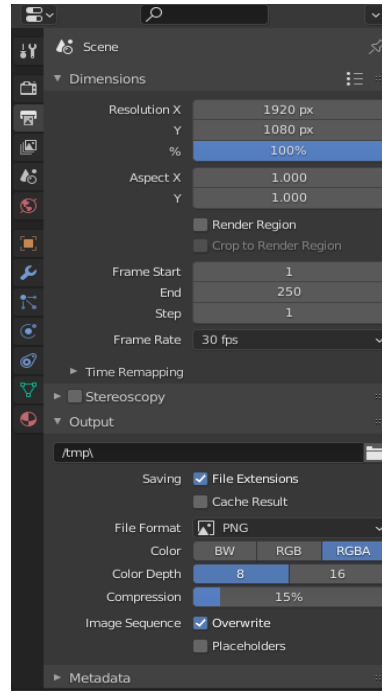 Scene
Dimensions
Resolution X 1920 px
Y 1080 px
% 100%
Aspect X 1.000
Y 1.000
Render Region
Crop to Render Region
Frame Start 1
End 250
Step 1
Frame Rate 30 fps
Time Remapping
Stereoscopy
Output
/tmp\
Saving File Extensions
Cache Result
File Format PNG
Color BW RGB RGBA
Color Depth 8 16
Compression 15%
Image Sequence Overwrite
Placeholders
Metadata